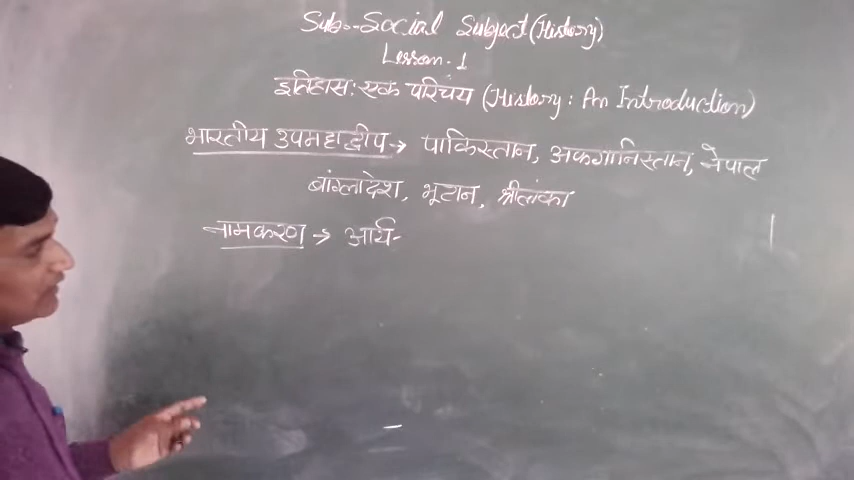 Sub:- Social Subject (History)
Lesson - 1
इतिहास: एक परिचय (History : An Introduction)
भारतीय उपमहाद्वीप → पाकिस्तान, अफगानिस्तान, नेपाल
बांग्लादेश, भूटान, श्रीलंका
नामकरण → आर्य-